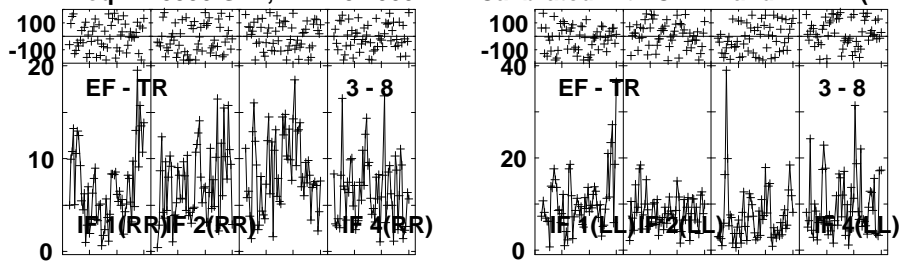 100
-100
20
10
0
EF - TR
3 - 8
IF 1(RR)
IF 2(RR)
IF 4(RR)
100
-100
40
20
0
EF - TR
3 - 8
IF 1(LL)
IF 2(LL)
IF 4(LL)